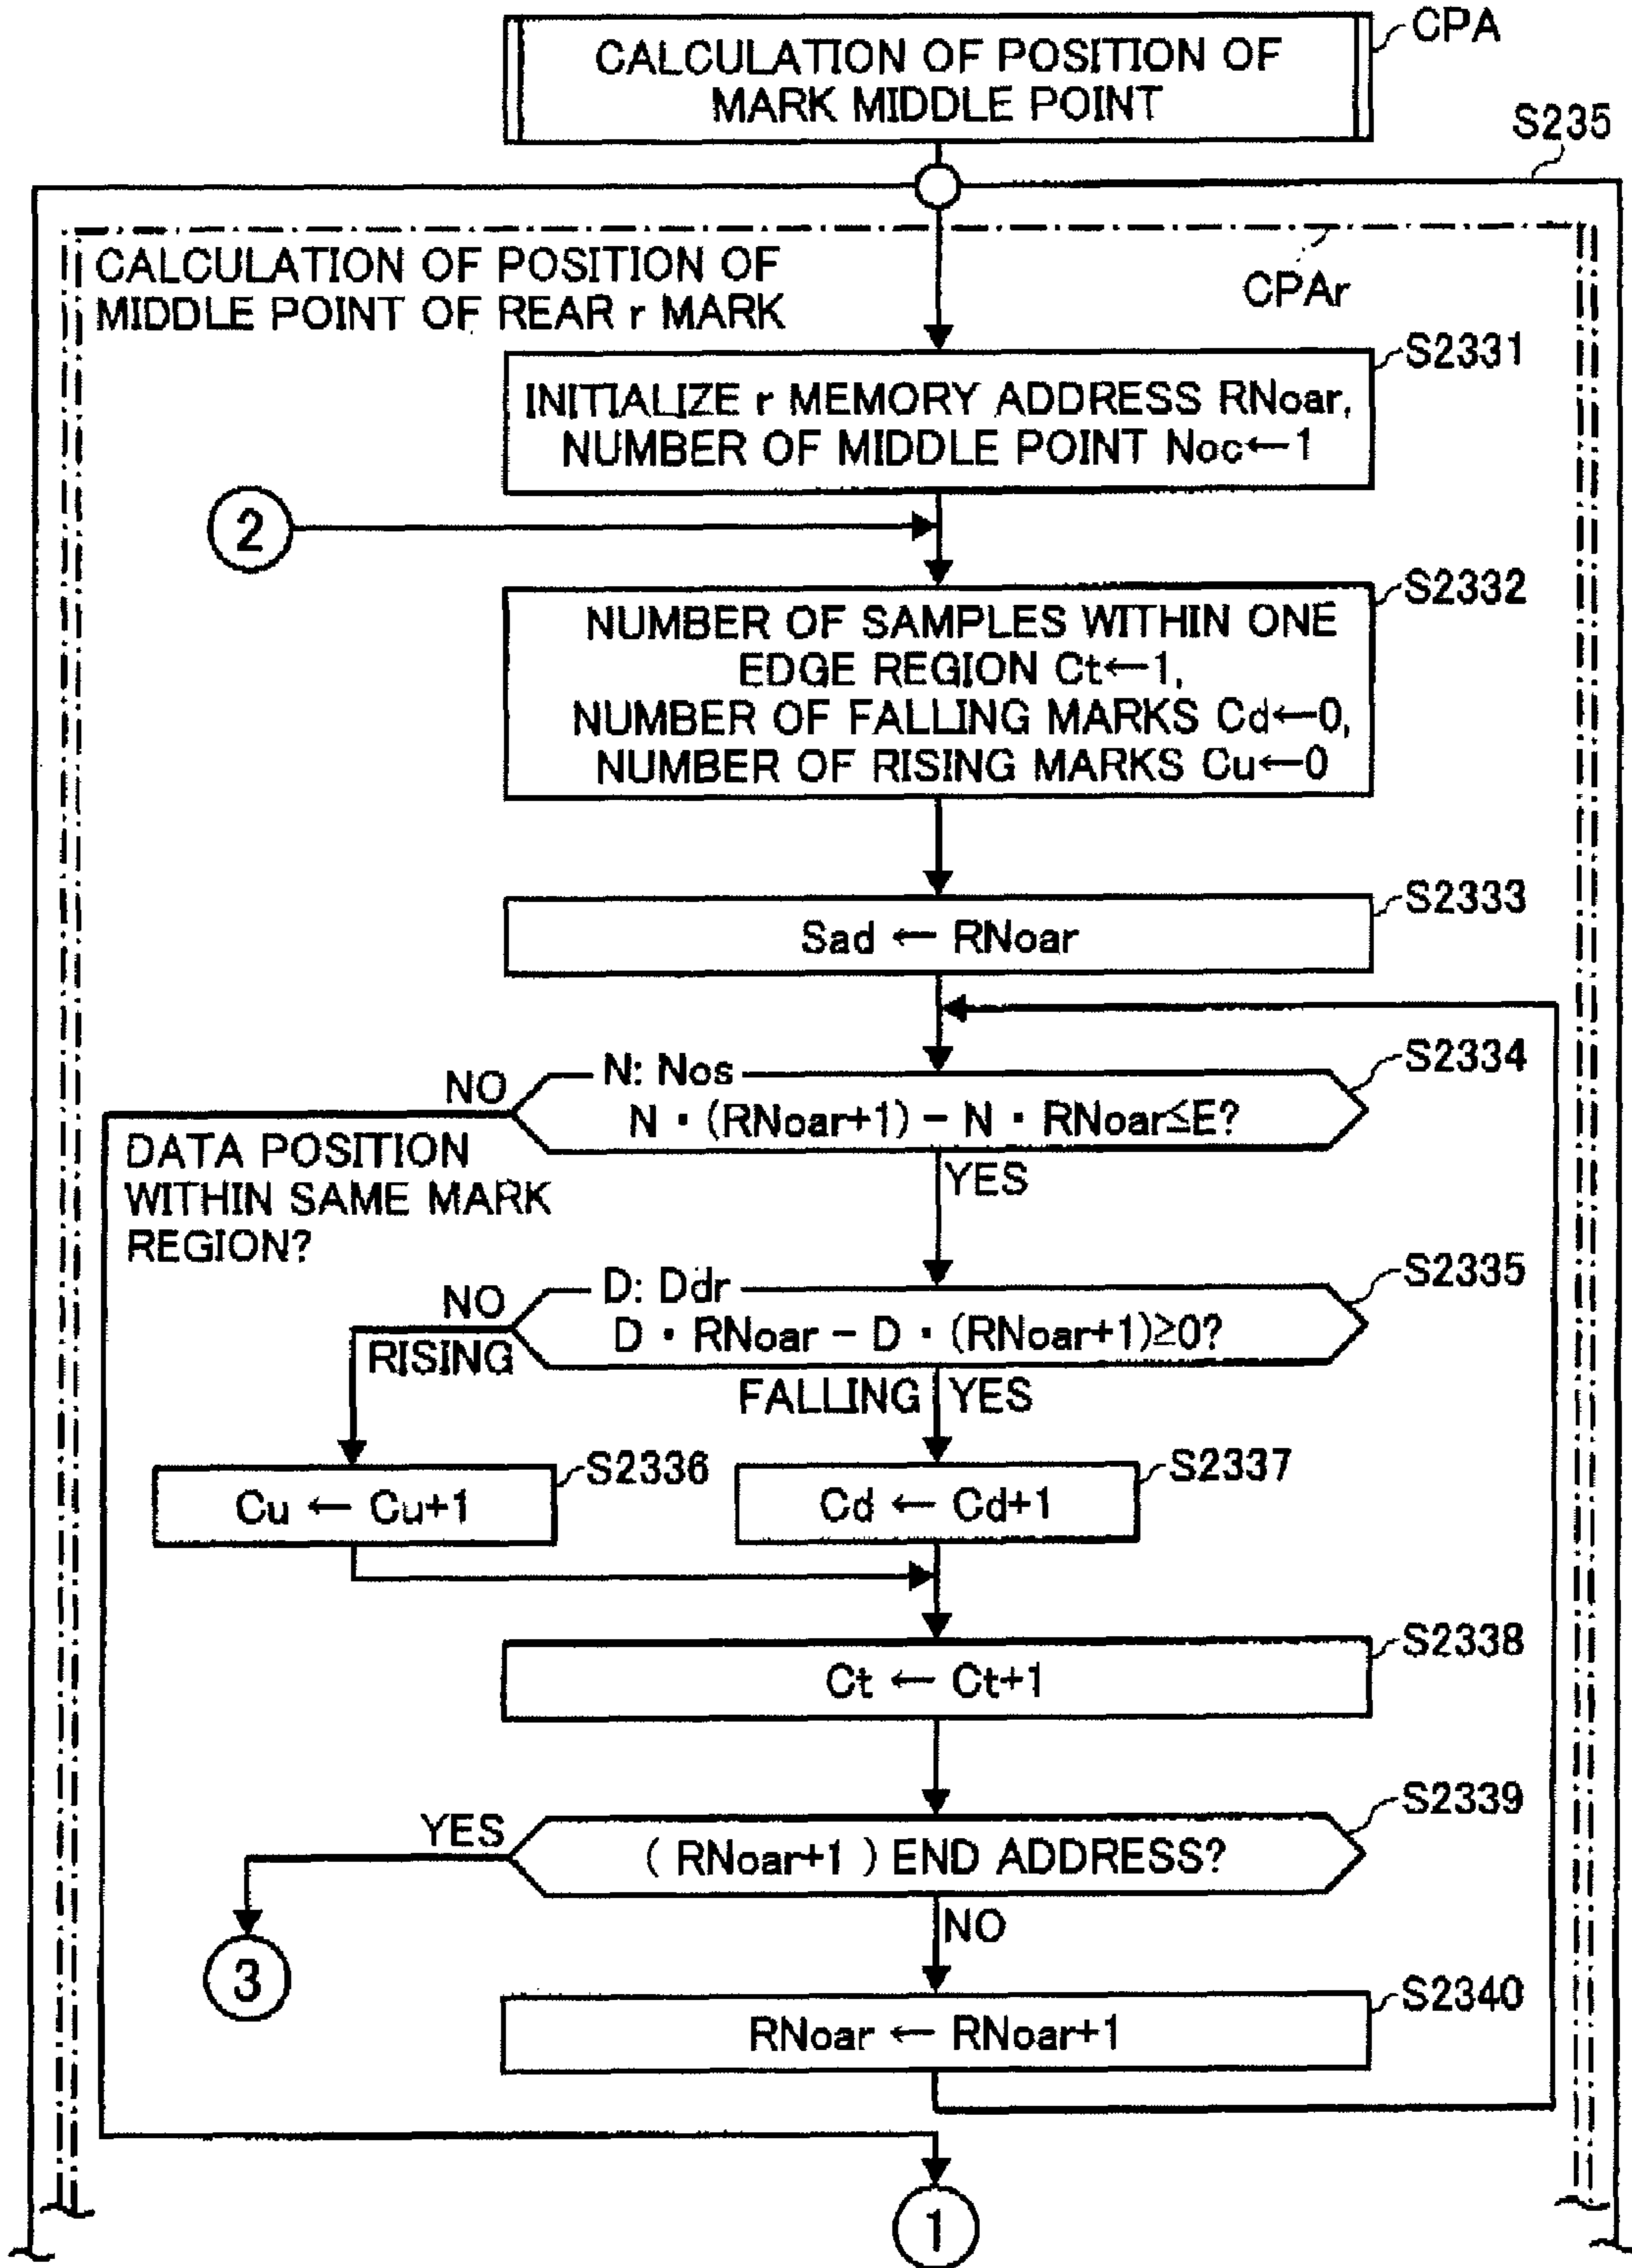 CALCULATION OF POSITION OF
MARK MIDDLE POINT
CPA
S235
CALCULATION OF POSITION OF
MIDDLE POINT OF REAR r MARK
CPAr
S2331
INITIALIZE r MEMORY ADDRESS RNoar,
NUMBER OF MIDDLE POINT Noc←1
2
S2332
NUMBER OF SAMPLES WITHIN ONE
EDGE REGION Ct←1,
NUMBER OF FALLING MARKS Cd←0,
NUMBER OF RISING MARKS Cu←0
S2333
Sad ← RNoar
S2334
NO
N: Nos
N・(RNoar+1) − N・RNoar≦E?
DATA POSITION
WITHIN SAME MARK
REGION?
YES
S2335
NO
D: Ddr
D・RNoar − D・(RNoar+1)≧0?
RISING
FALLING
YES
S2336
Cu ← Cu+1
S2337
Cd ← Cd+1
S2338
Ct ← Ct+1
S2339
YES
( RNoar+1 ) END ADDRESS?
NO
3
S2340
RNoar ← RNoar+1
1